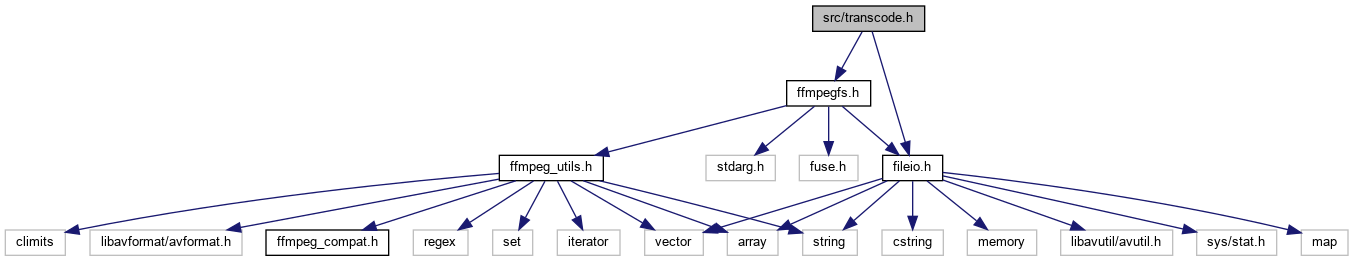 src/transcode.h
ffmpegfs.h
ffmpeg_utils.h
stdarg.h
fuse.h
fileio.h
climits
libavformat/avformat.h
ffmpeg_compat.h
regex
set
iterator
vector
array
string
cstring
memory
libavutil/avutil.h
sys/stat.h
map